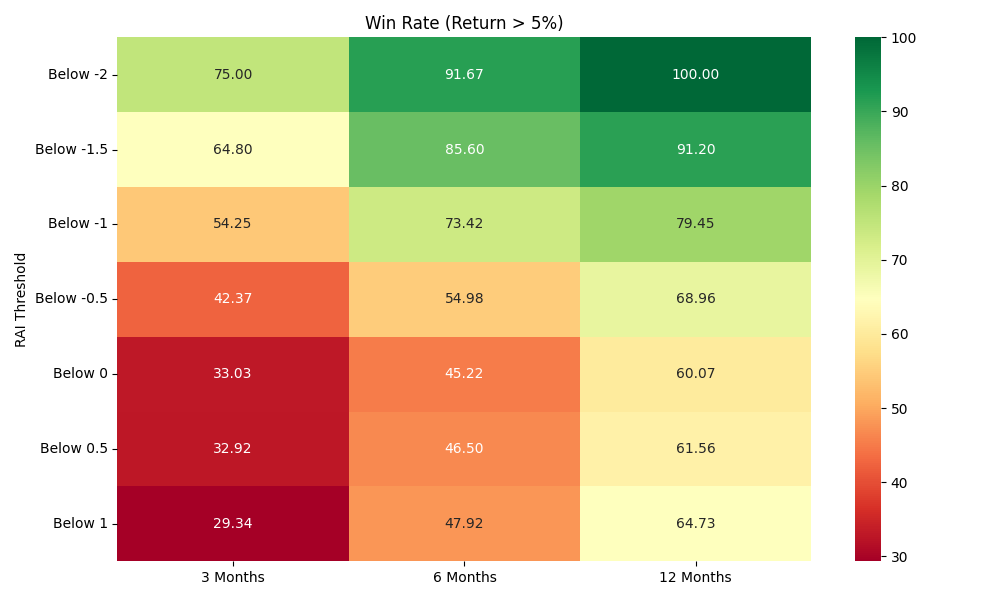 Win Rate (Return > 5%)
RAI Threshold
Below -2 75.00 91.67 100.00
Below -1.5 64.80 85.60 91.20
Below -1 54.25 73.42 79.45
Below -0.5 42.37 54.98 68.96
Below 0 33.03 45.22 60.07
Below 0.5 32.92 46.50 61.56
Below 1 29.34 47.92 64.73
3 Months 6 Months 12 Months
100
90
80
70
60
50
40
30